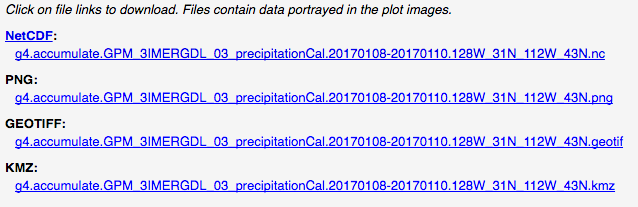 Click on file links to download. Files contain data portrayed in the plot images.
NetCDF:
g4.accumulate.GPM_3IMERGDL_03_precipitationCal.20170108-20170110.128W_31N_112W_43N.nc
PNG:
g4.accumulate.GPM_3IMERGDL_03_precipitationCal.20170108-20170110.128W_31N_112W_43N.png
GEOTIFF:
g4.accumulate.GPM_3IMERGDL_03_precipitationCal.20170108-20170110.128W_31N_112W_43N.geotif
KMZ:
g4.accumulate.GPM_3IMERGDL_03_precipitationCal.20170108-20170110.128W_31N_112W_43N.kmz